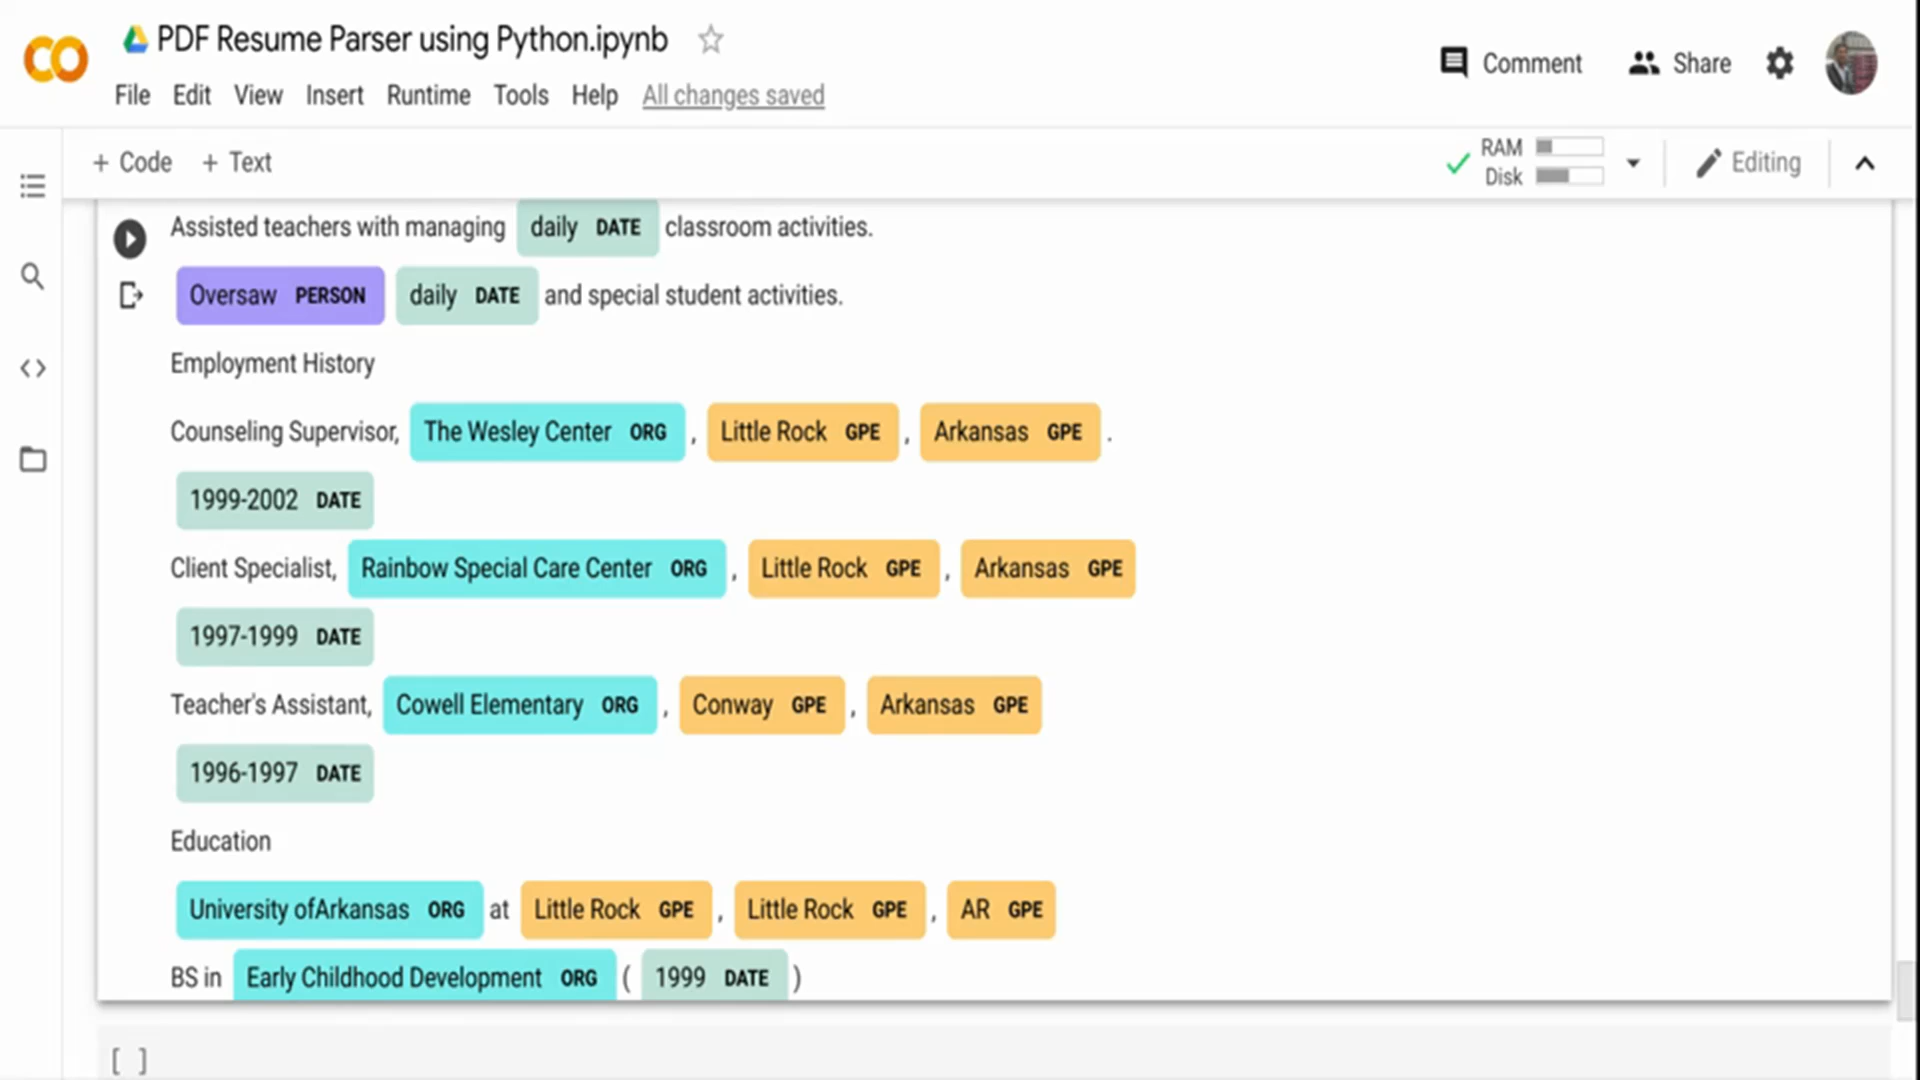 PDF Resume Parser using Python.ipynb
Comment Share
File Edit View Insert Runtime Tools Help All changes saved
+ Code + Text
RAM
Disk
Editing
Assisted teachers with managing daily DATE classroom activities.
Oversaw PERSON daily DATE and special student activities.
Employment History
Counseling Supervisor, The Wesley Center ORG , Little Rock GPE , Arkansas GPE .
1999-2002 DATE
Client Specialist, Rainbow Special Care Center ORG , Little Rock GPE , Arkansas GPE
1997-1999 DATE
Teacher's Assistant, Cowell Elementary ORG , Conway GPE , Arkansas GPE
1996-1997 DATE
Education
University ofArkansas ORG at Little Rock GPE , Little Rock GPE , AR GPE
BS in Early Childhood Development ORG ( 1999 DATE )
[ ]